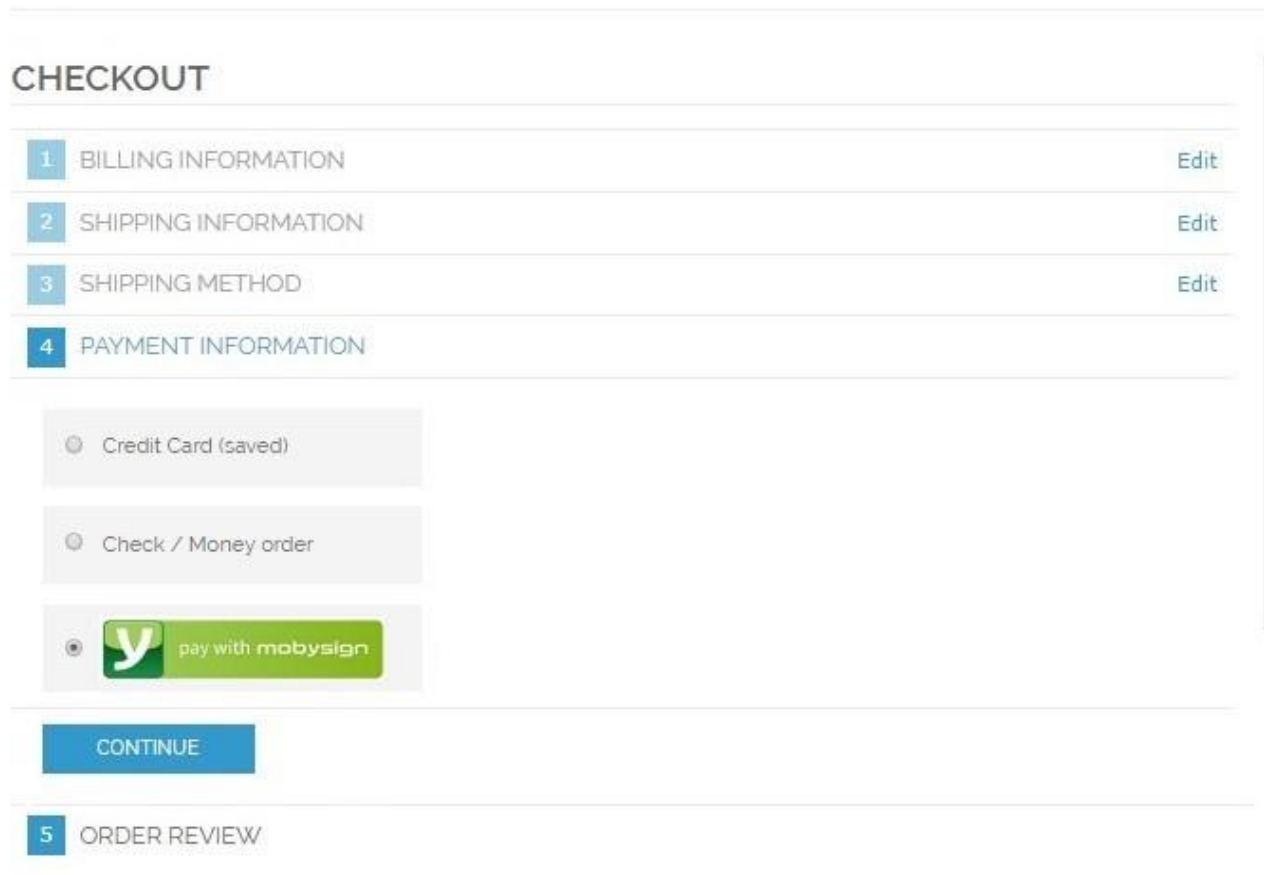 CHECKOUT
1 BILLING INFORMATION Edit
2 SHIPPING INFORMATION Edit
3 SHIPPING METHOD Edit
4 PAYMENT INFORMATION
Credit Card (saved)
Check / Money order
y pay with mobysign
CONTINUE
5 ORDER REVIEW